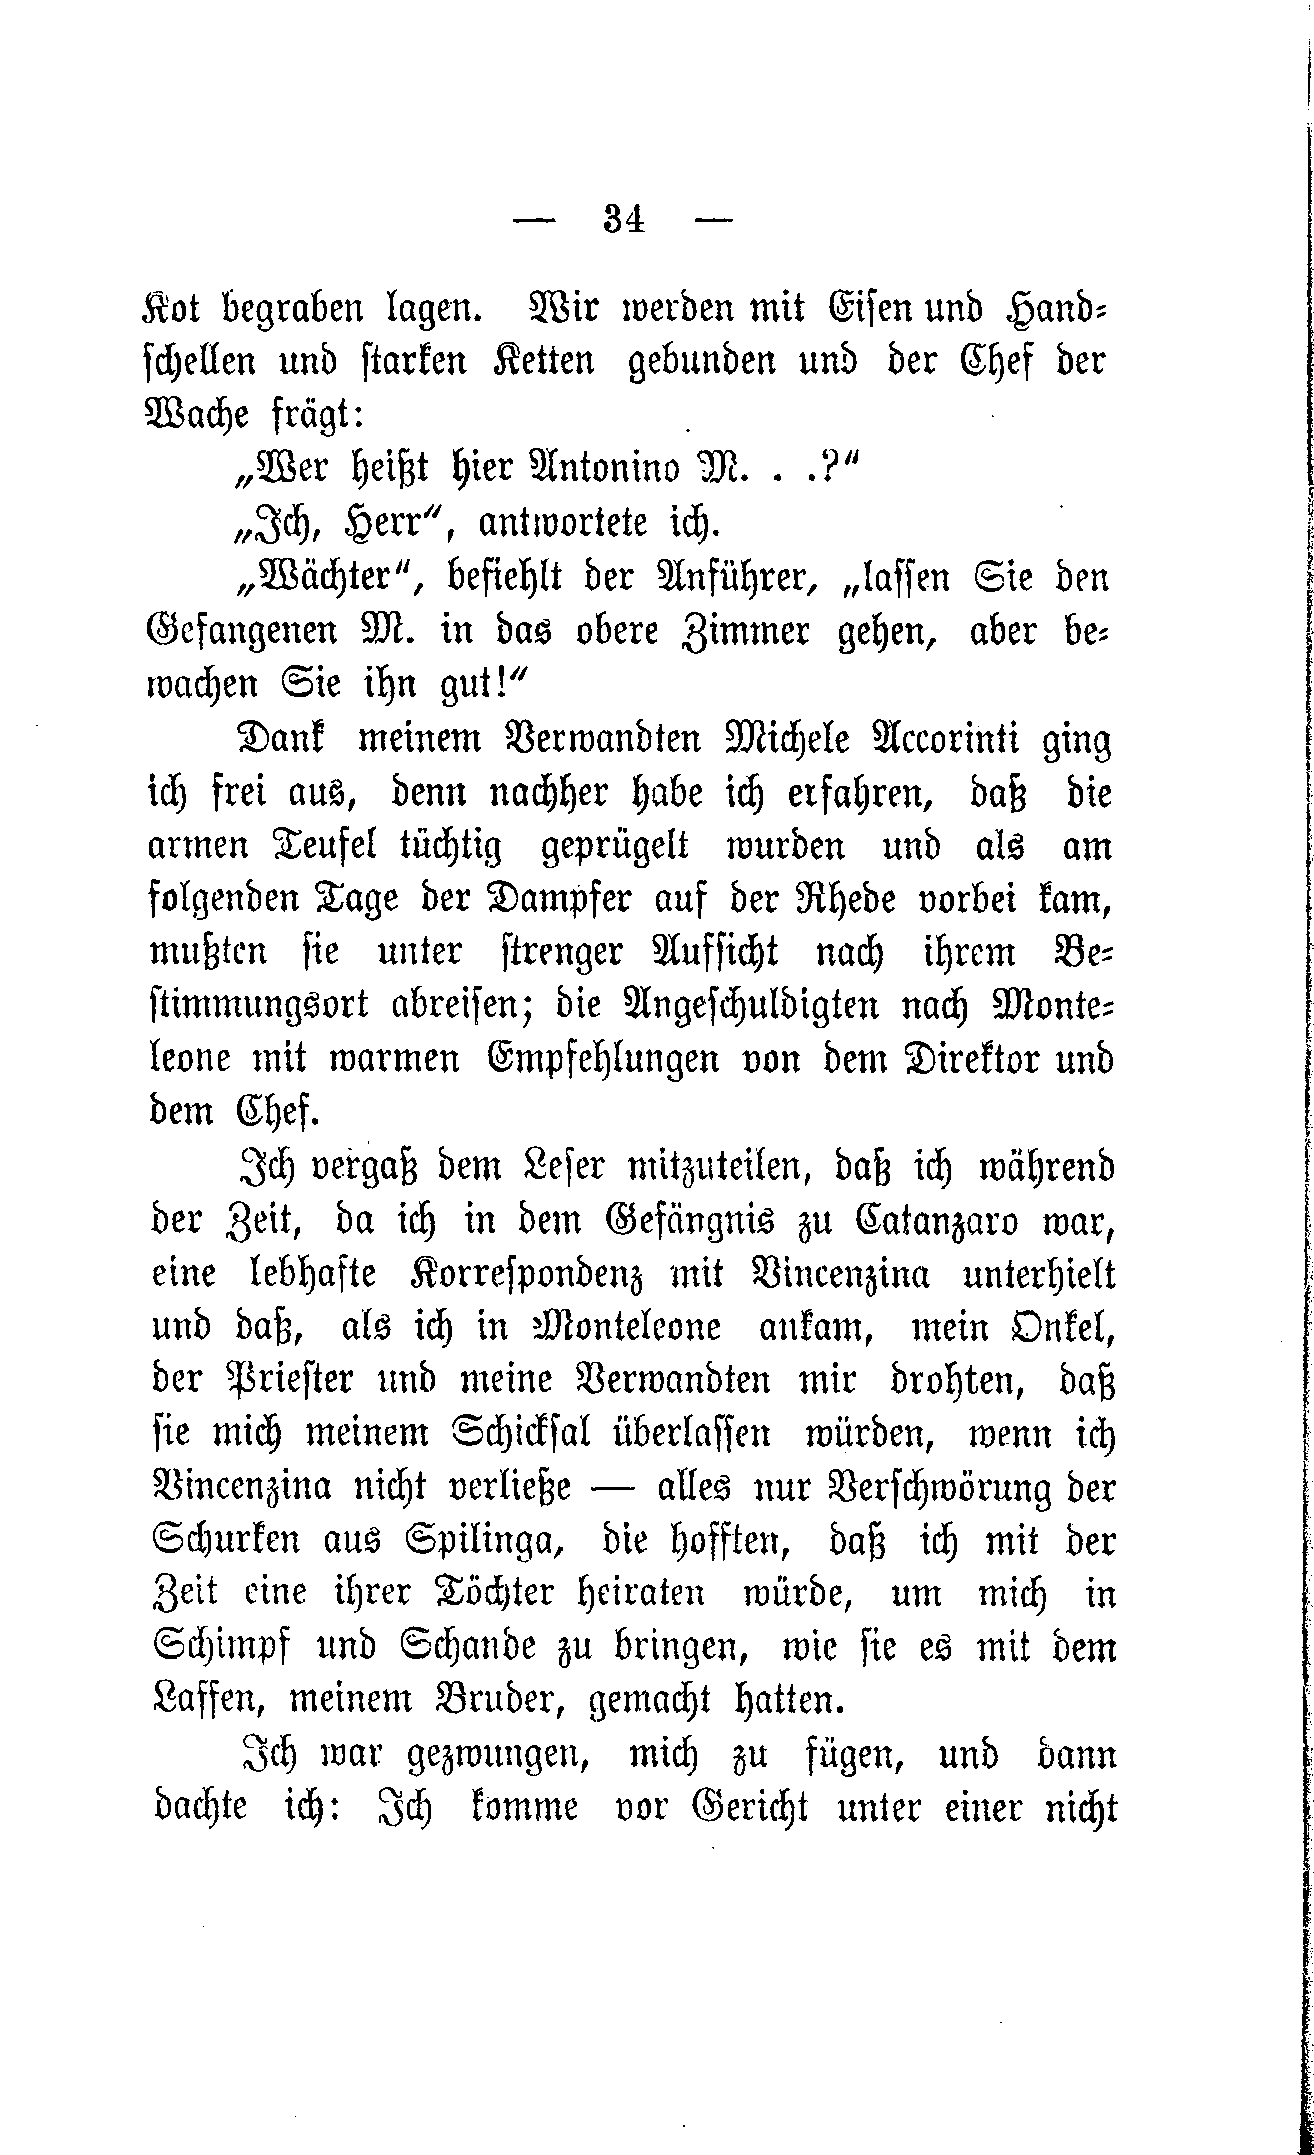 — 34 —
Kot begraben lagen. Wir werden mit Eisen und Hand-
schellen und starken Ketten gebunden und der Chef der
Wache frägt:
„Wer heißt hier Antonino M. . .?"
„Ich, Herr", antwortete ich.
„Wächter", befiehlt der Anführer, „lassen Sie den
Gefangenen M. in das obere Zimmer gehen, aber be-
wachen Sie ihn gut!"
Dank meinem Verwandten Michele Accorinti ging
ich frei aus, denn nachher habe ich erfahren, daß die
armen Teufel tüchtig geprügelt wurden und als am
folgenden Tage der Dampfer auf der Rhede vorbei kam,
mußten sie unter strenger Aufsicht nach ihrem Be-
stimmungsort abreisen; die Angeschuldigten nach Monte-
leone mit warmen Empfehlungen von dem Direktor und
dem Chef.
Ich vergaß dem Leser mitzuteilen, daß ich während
der Zeit, da ich in dem Gefängnis zu Catanzaro war,
eine lebhafte Korrespondenz mit Vincenzina unterhielt
und daß, als ich in Monteleone ankam, mein Onkel,
der Priester und meine Verwandten mir drohten, daß
sie mich meinem Schicksal überlassen würden, wenn ich
Vincenzina nicht verließe — alles nur Verschwörung der
Schurken aus Spilinga, die hofften, daß ich mit der
Zeit eine ihrer Töchter heiraten würde, um mich in
Schimpf und Schande zu bringen, wie sie es mit dem
Laffen, meinem Bruder, gemacht hatten.
Ich war gezwungen, mich zu fügen, und dann
dachte ich: Ich komme vor Gericht unter einer nicht